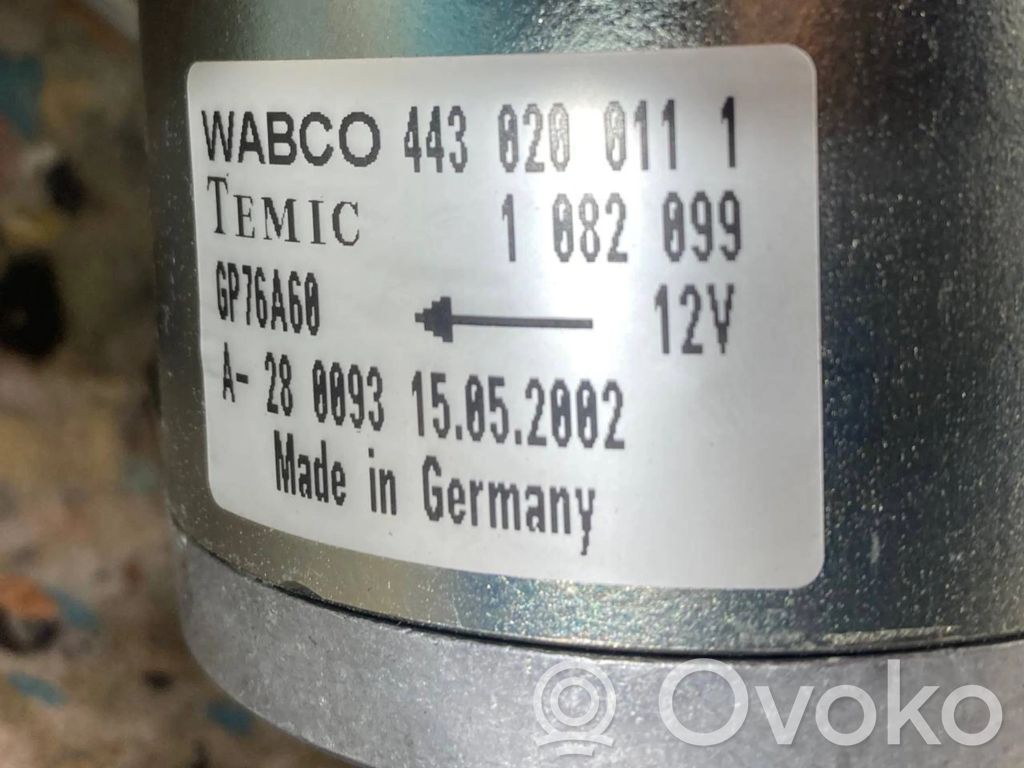 WABCO 443 020 011 1
TEMIC 1 082 099
GP76A60 12V
A- 28 0093 15.05.2002
Made in Germany
R Ovoko